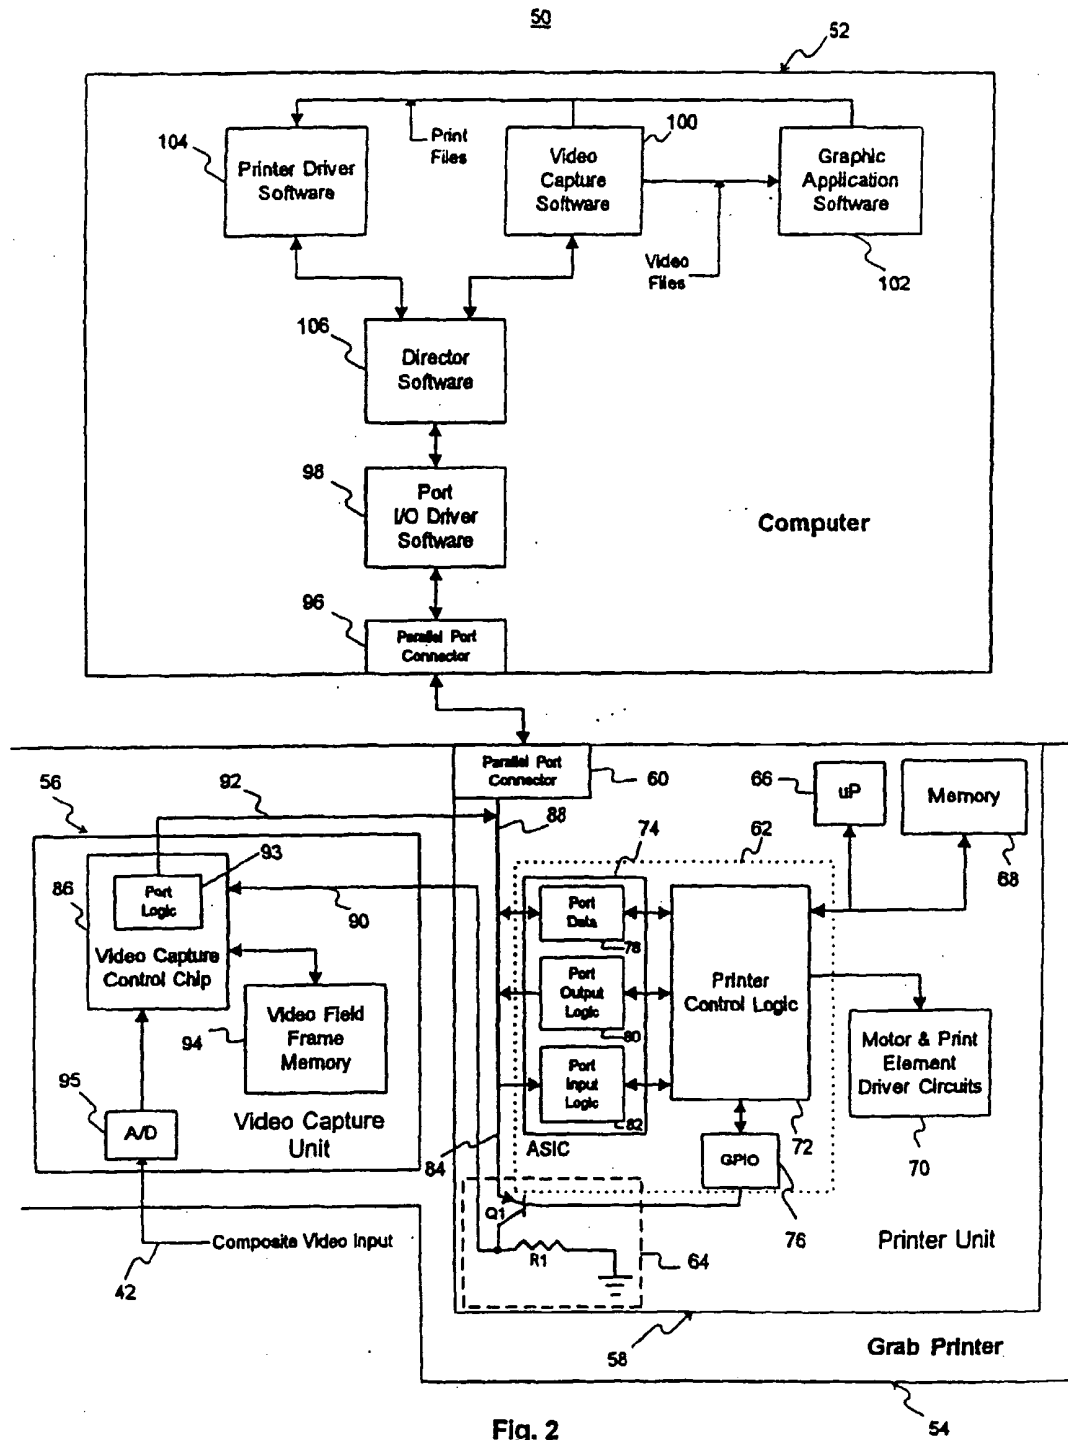 50
52
104
Printer Driver
Software
Print
Files
Video
Capture
Software
100
Graphic
Application
Software
Video
Files
102
106
Director
Software
98
Port
I/O Driver
Software
Computer
96
Parallel Port
Connector
Parallel Port
Connector
60
66
uP
Memory
68
56
92
88
74
62
86
Port
Logic
93
90
Video Capture
Control Chip
Port
Data
78
Port
Output
Logic
80
Port
Input
Logic
82
ASIC
Printer
Control Logic
72
94
Video Field
Frame
Memory
Motor & Print
Element
Driver Circuits
70
95
A/D
Video Capture
Unit
84
GPIO
76
Q1
R1
64
Printer Unit
Composite Video Input
42
58
Grab Printer
54
Fig. 2